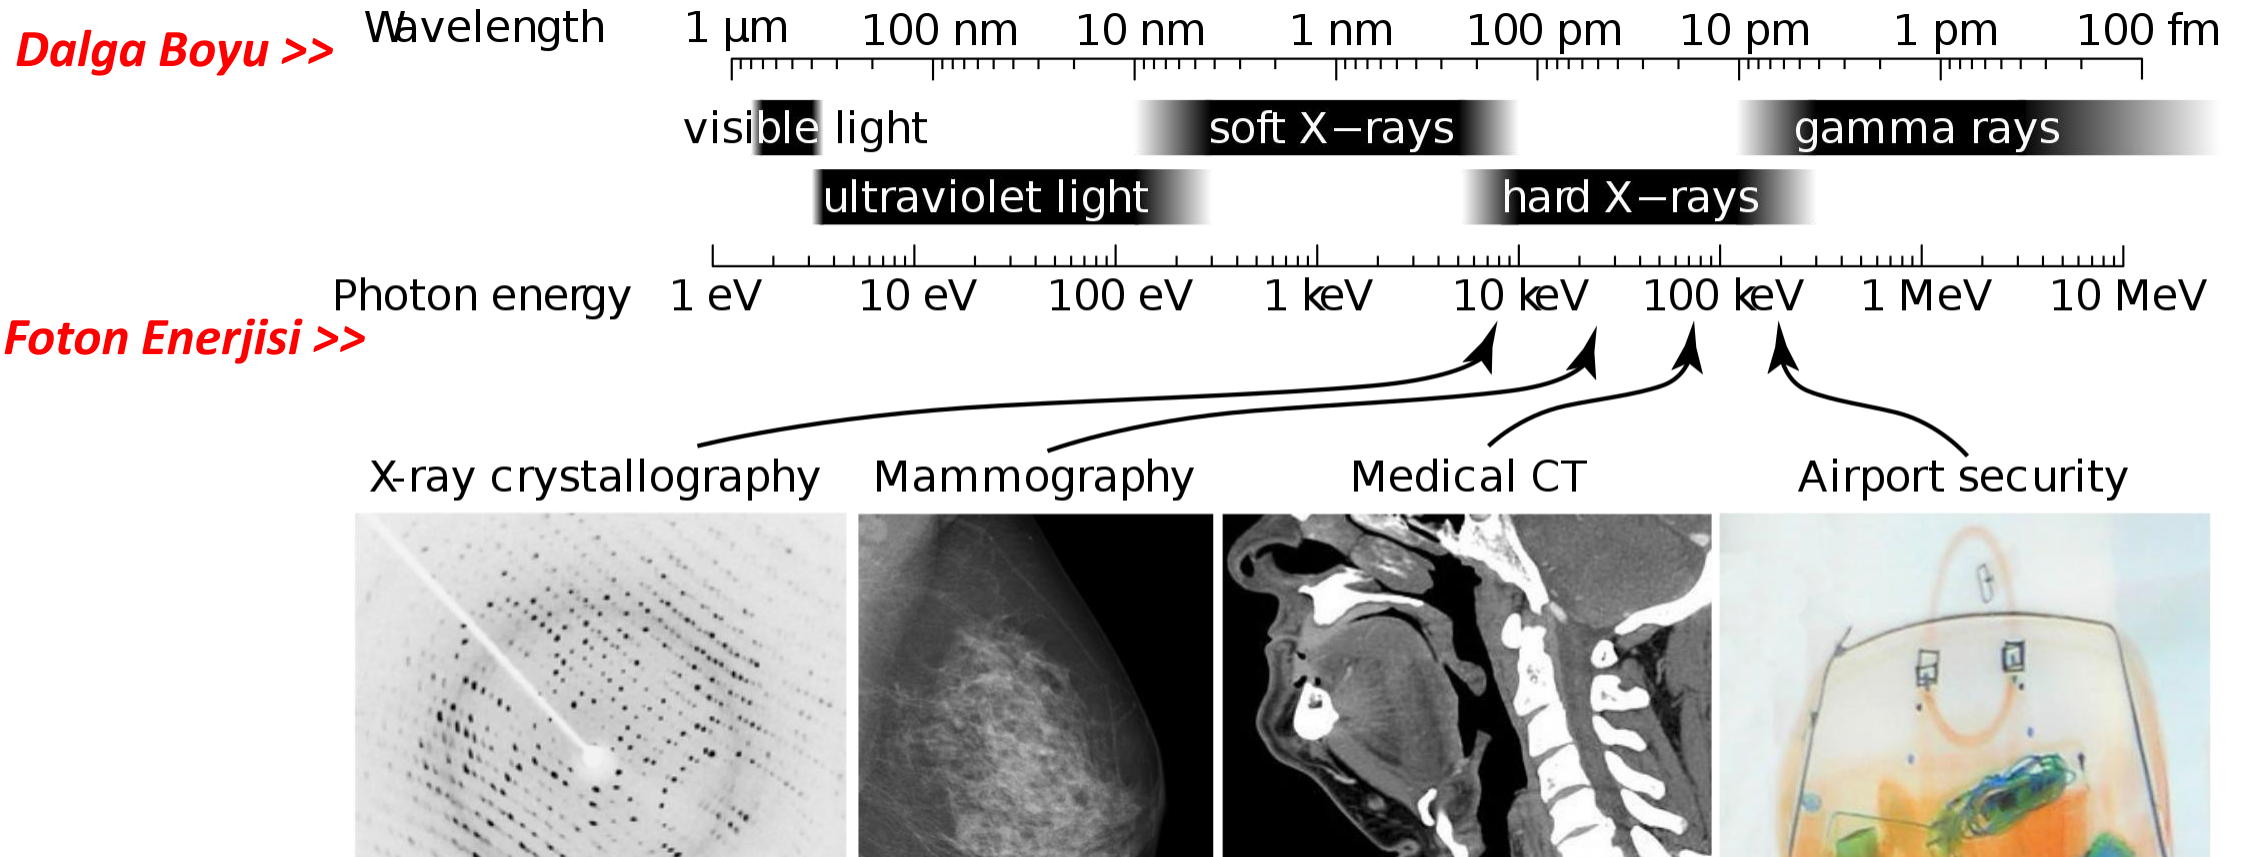 Dalga Boyu >>
Wavelength 1 µm 100 nm 10 nm 1 nm 100 pm 10 pm 1 pm 100 fm
visible light soft X−rays gamma rays
ultraviolet light hard X−rays
Photon energy 1 eV 10 eV 100 eV 1 keV 10 keV 100 keV 1 MeV 10 MeV
Foton Enerjisi >>
X-ray crystallography Mammography Medical CT Airport security